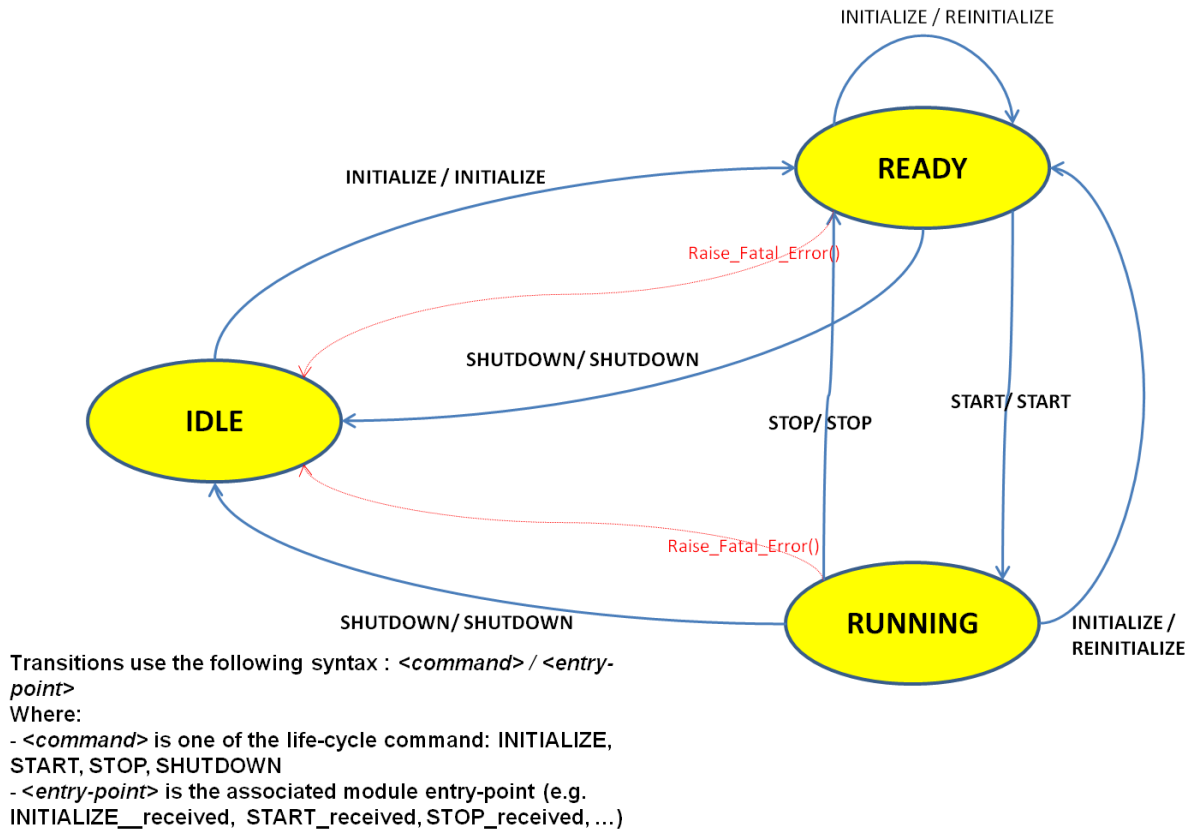 INITIALIZE / REINITIALIZE
READY
INITIALIZE / INITIALIZE
Raise_Fatal_Error()
SHUTDOWN/ SHUTDOWN
IDLE
STOP/ STOP
START/ START
Raise_Fatal_Error()
RUNNING
SHUTDOWN/ SHUTDOWN
INITIALIZE /
REINITIALIZE
Transitions use the following syntax : <command> / <entry-
point>
Where:
- <command> is one of the life-cycle command: INITIALIZE,
START, STOP, SHUTDOWN
- <entry-point> is the associated module entry-point (e.g.
INITIALIZE__received, START_received, STOP_received, ...)